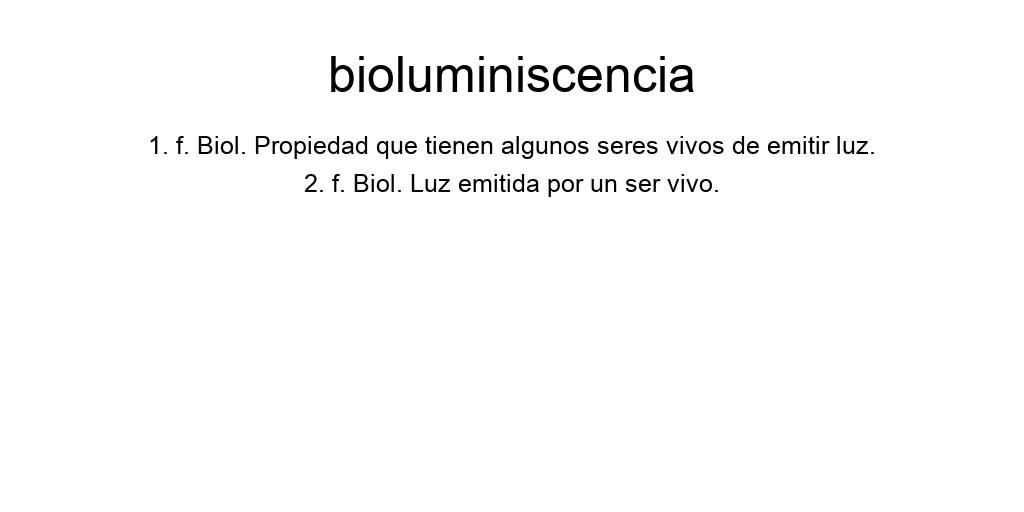 bioluminiscencia
1. f. Biol. Propiedad que tienen algunos seres vivos de emitir luz.
2. f. Biol. Luz emitida por un ser vivo.